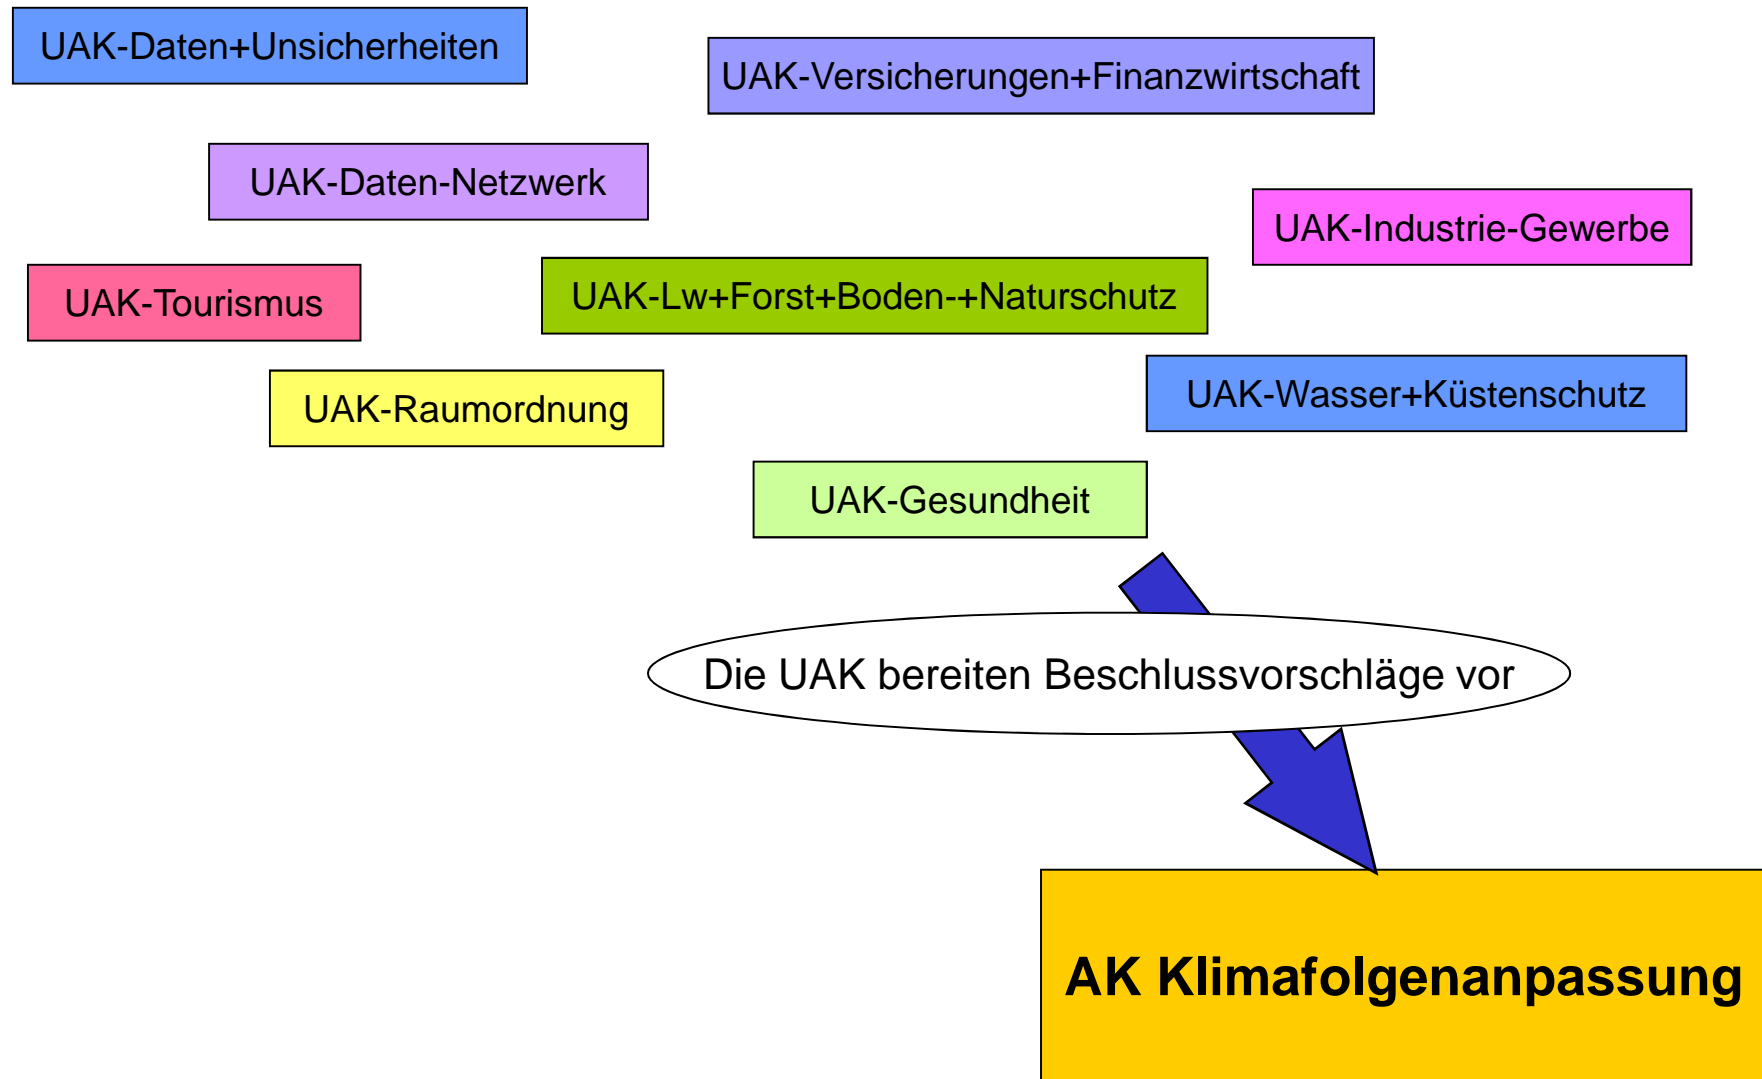 UAK-Daten+Unsicherheiten
UAK-Versicherungen+Finanzwirtschaft
UAK-Daten-Netzwerk
UAK-Industrie-Gewerbe
UAK-Tourismus
UAK-Lw+Forst+Boden-+Naturschutz
UAK-Raumordnung
UAK-Wasser+Küstenschutz
UAK-Gesundheit
Die UAK bereiten Beschlussvorschläge vor
AK Klimafolgenanpassung